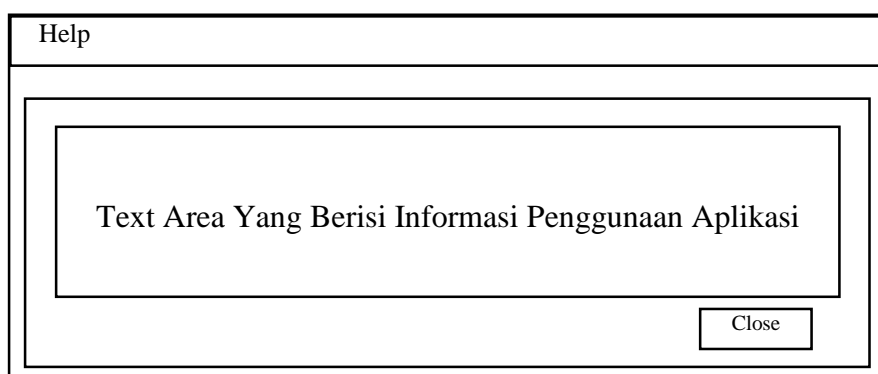 Help
Text Area Yang Berisi Informasi Penggunaan Aplikasi
Close